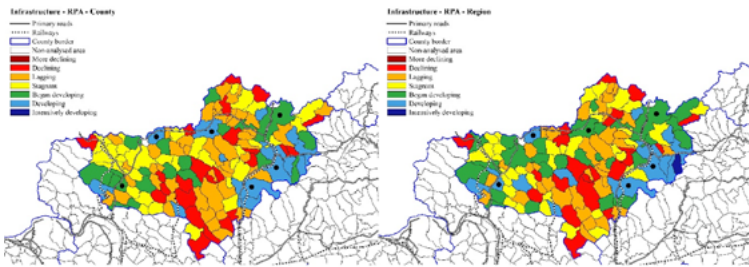 Infrastructure - RPA - County
Primary roads
Railways
County border
Non-analysed area
More declining
Declining
Lagging
Stagnant
Began developing
Developing
Intensively developing
Infrastructure - RPA - Region
Primary roads
Railways
County border
Non-analysed area
More declining
Declining
Lagging
Stagnant
Began developing
Developing
Intensively developing